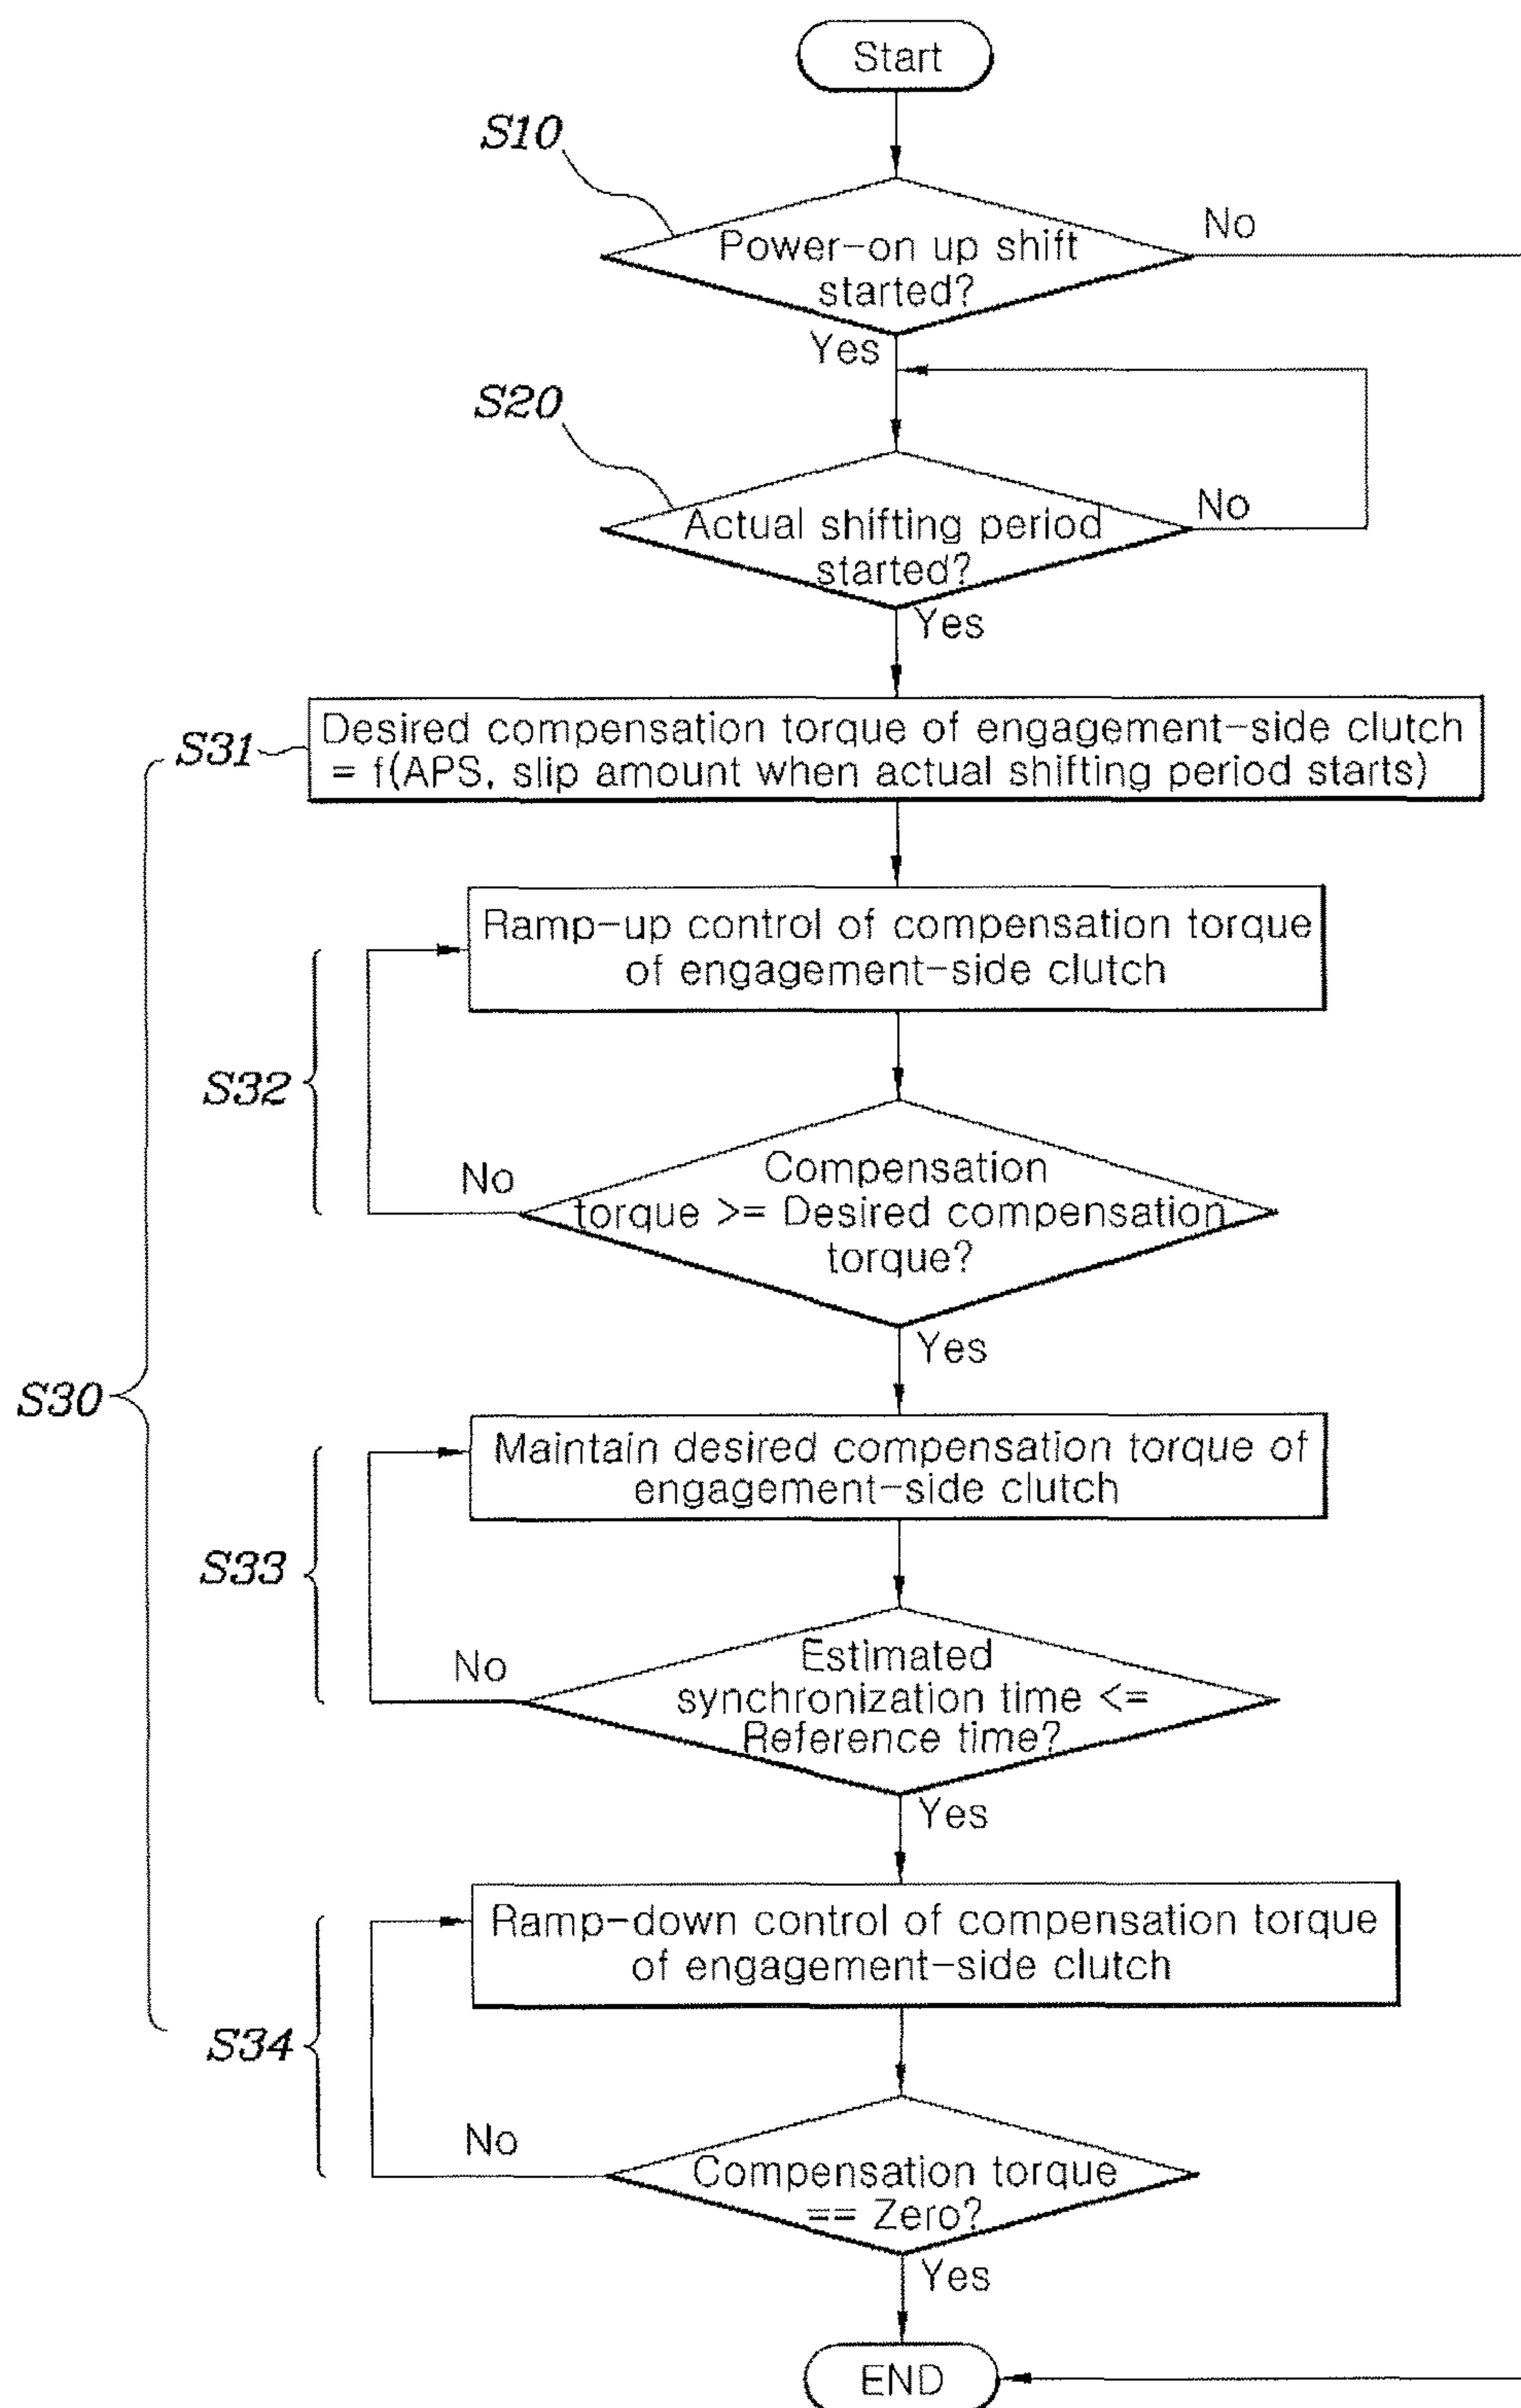 Start
S10
Power-on up shift
started?
No
Yes
S20
Actual shifting period
started?
No
Yes
S31
Desired compensation torque of engagement-side clutch
= f(APS, slip amount when actual shifting period starts)
Ramp-up control of compensation torque
of engagement-side clutch
S32
No
Compensation
torque >= Desired compensation
torque?
Yes
S30
Maintain desired compensation torque of
engagement-side clutch
S33
No
Estimated
synchronization time <=
Reference time?
Yes
Ramp-down control of compensation torque
of engagement-side clutch
S34
No
Compensation torque
== Zero?
Yes
END